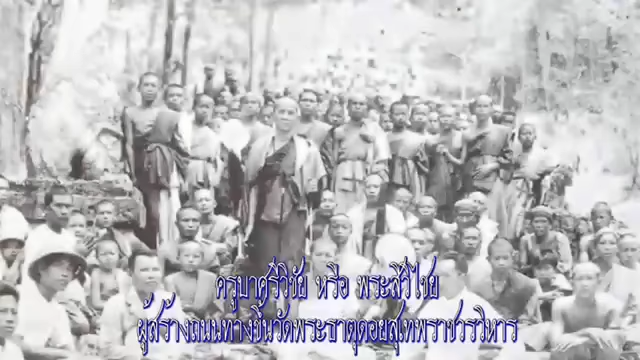 ครูบาศรีวิชัย หรือ พระสีวิไชย
ผู้สร้างถนนทางขึ้นวัดพระธาตุดอยสุเทพราชวรวิหาร